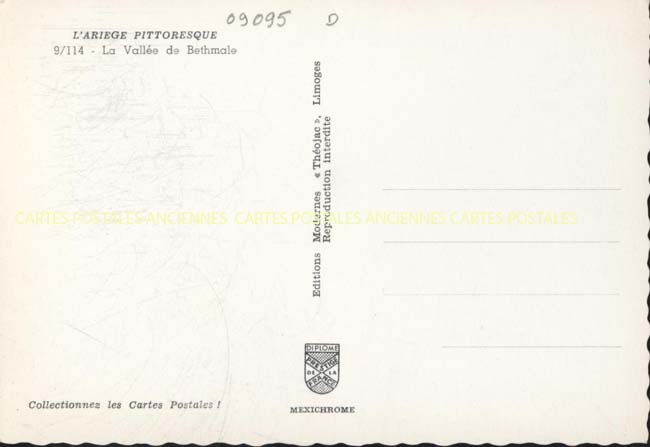 09095 D
L'ARIEGE PITTORESQUE
9/114 - La Vallée de Bethmale
Editions Modernes « Théojac », Limoges
Reproduction interdite
CARTES POSTALES ANCIENNES CARTES POSTALES ANCIENNES CARTES POSTALES
DIPLOME
PRESTIGE
DE LA
FRANCE
MEXICHROME
Collectionnez les Cartes Postales !